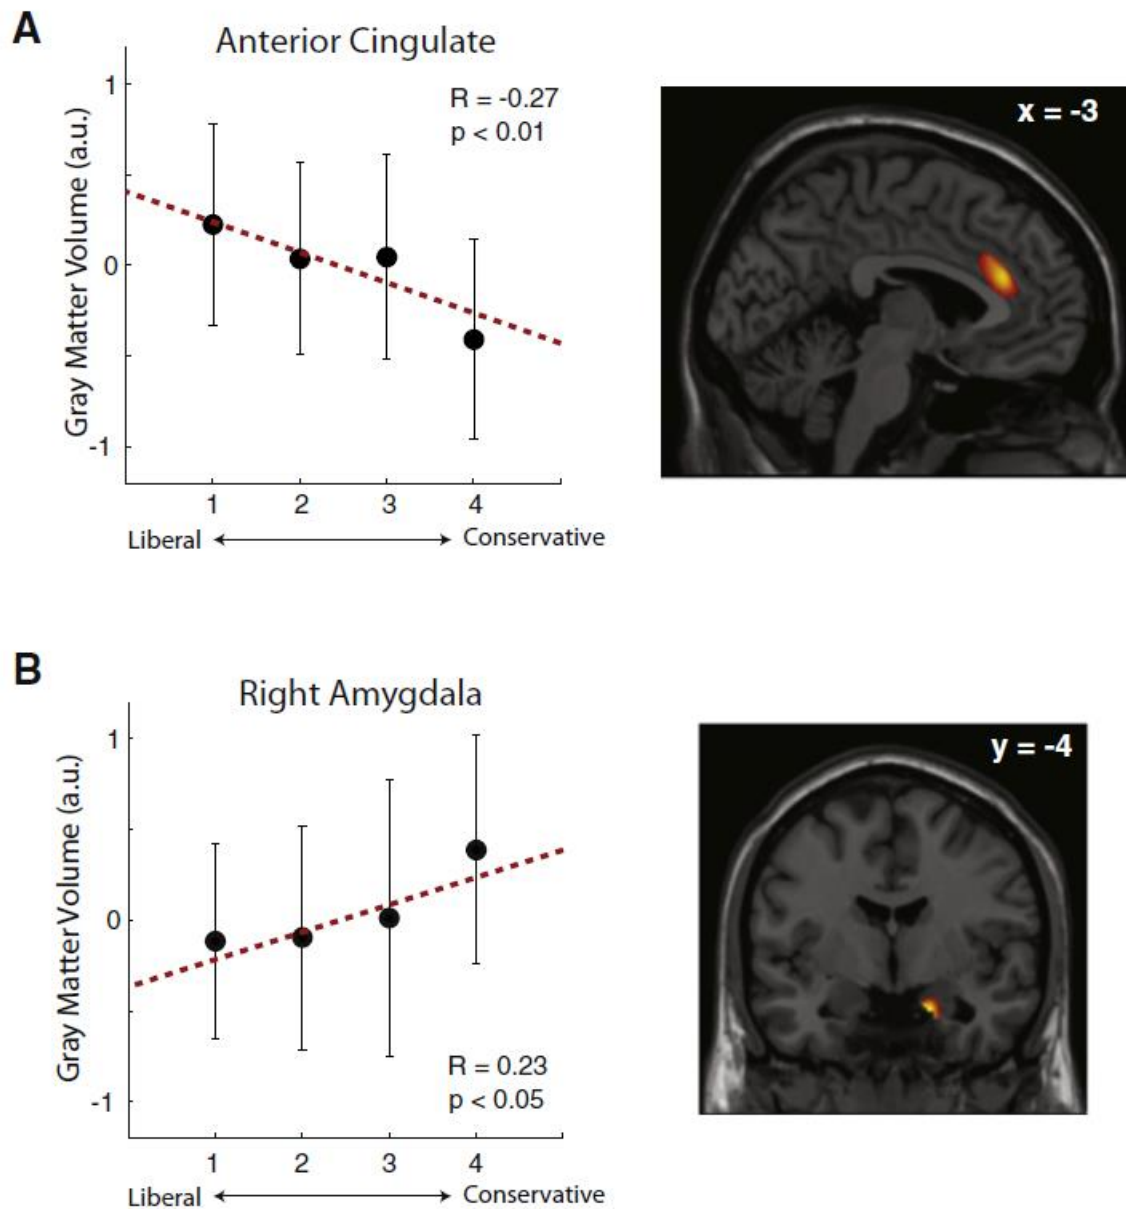 A
Anterior Cingulate
R = -0.27
p < 0.01
Gray Matter Volume (a.u.)
1
0
-1
1 2 3 4
Liberal Conservative
x = -3
B
Right Amygdala
Gray Matter Volume (a.u.)
1
0
-1
R = 0.23
p < 0.05
1 2 3 4
Liberal Conservative
y = -4